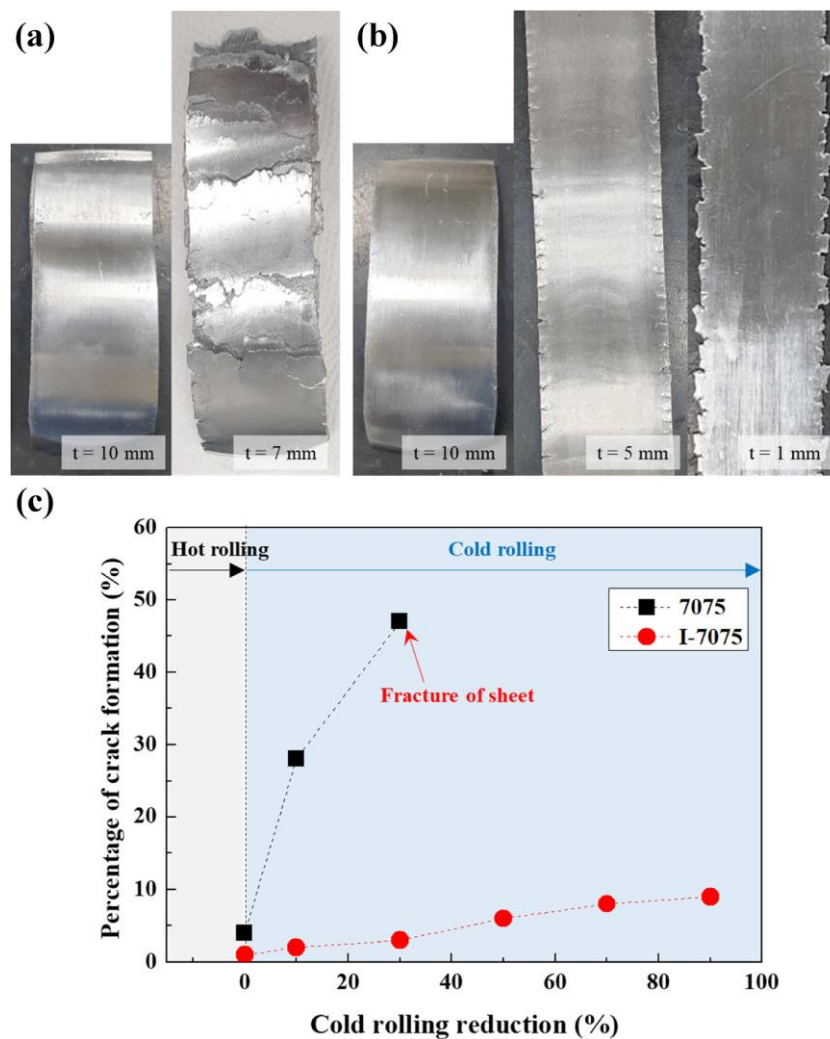 (a)
(b)
t = 10 mm
t = 7 mm
t = 10 mm
t = 5 mm
t = 1 mm
(c)
60
50
40
30
20
10
0
Percentage of crack formation (%)
Hot rolling
Cold rolling
7075
I-7075
Fracture of sheet
0
20
40
60
80
100
Cold rolling reduction (%)